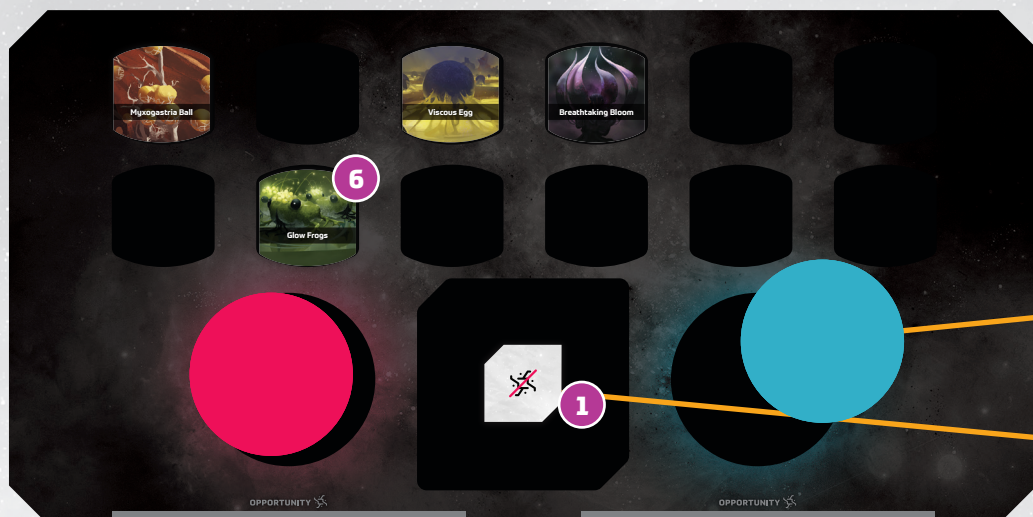 Myxogastria Ball
Viscous Egg
Breathtaking Bloom
6
Glow Frogs
1
OPPORTUNITY
OPPORTUNITY